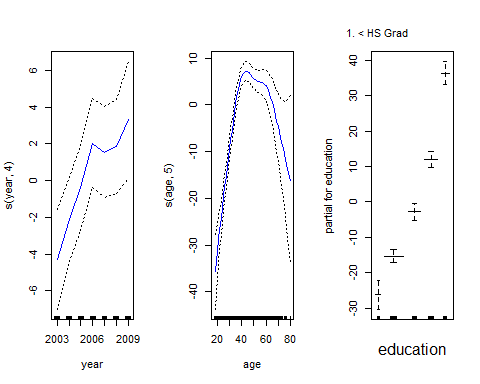 1. < HS Grad
s(year, 4)
6
4
2
0
-2
-4
-6
2003 2006 2009
year
s(age, 5)
10
0
-10
-20
-30
-40
20 40 60 80
age
partial for education
40
30
20
10
0
-10
-20
-30
education